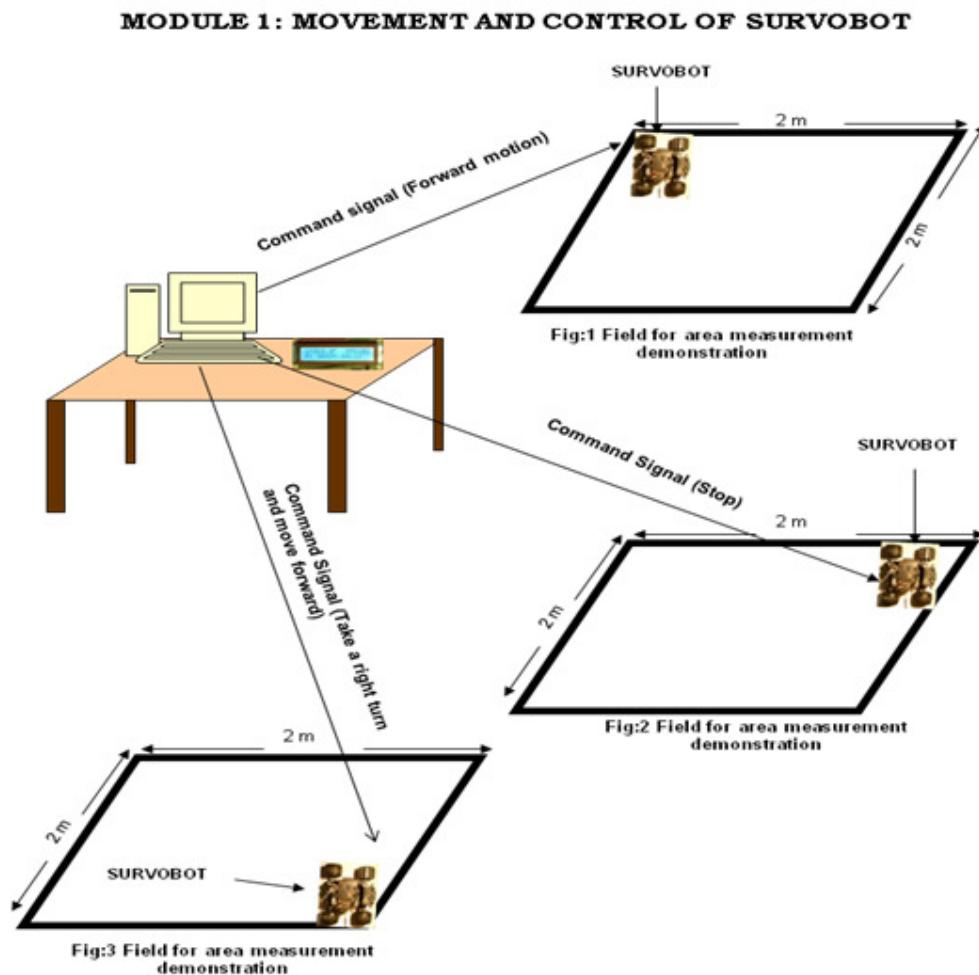 MODULE 1: MOVEMENT AND CONTROL OF SURVOBOT
SURVOBOT
2 m
2 m
Command signal (Forward motion)
Fig:1 Field for area measurement
demonstration
Command Signal (Stop)
SURVOBOT
2 m
2 m
Fig:2 Field for area measurement
demonstration
Command Signal (Take a right turn
and move forward)
2 m
2 m
SURVOBOT
Fig:3 Field for area measurement
demonstration